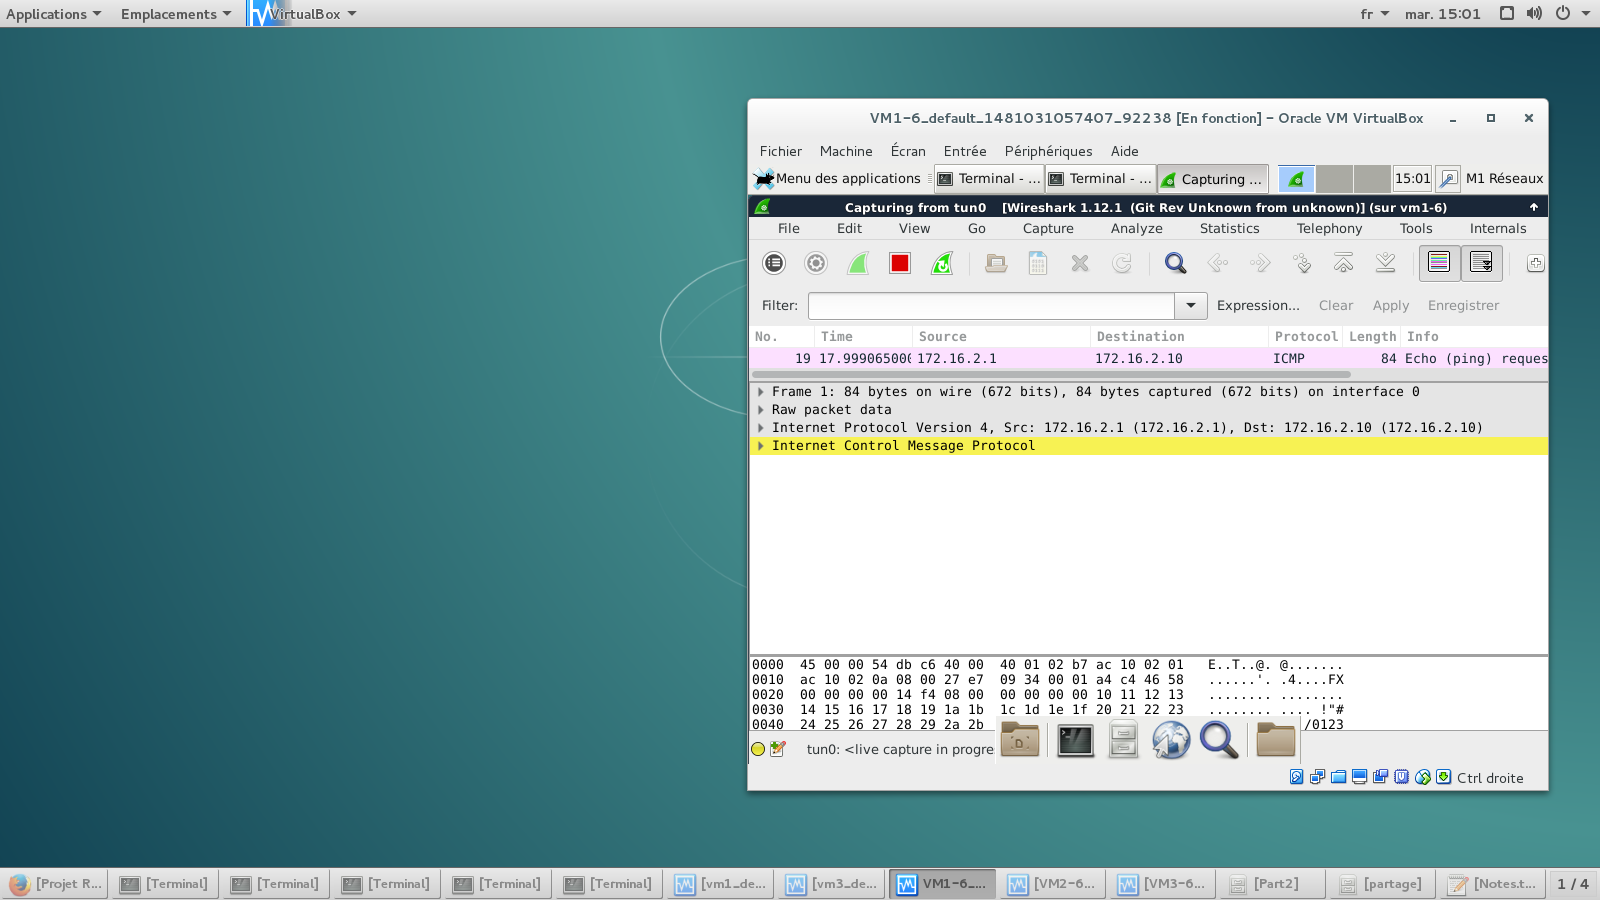 Applications Emplacements VirtualBox fr mar. 15:01
VM1-6_default_1481031057407_92238 [En fonction] - Oracle VM VirtualBox
Fichier Machine Écran Entrée Périphériques Aide
Menu des applications Terminal - ... Terminal - ... Capturing ... 15:01 M1 Réseaux
Capturing from tun0 [Wireshark 1.12.1 (Git Rev Unknown from unknown)] (sur vm1-6)
File Edit View Go Capture Analyze Statistics Telephony Tools Internals
Filter: Expression... Clear Apply Enregistrer
No. Time Source Destination Protocol Length Info
19 17.999065000 172.16.2.1 172.16.2.10 ICMP 84 Echo (ping) reques
Frame 1: 84 bytes on wire (672 bits), 84 bytes captured (672 bits) on interface 0
Raw packet data
Internet Protocol Version 4, Src: 172.16.2.1 (172.16.2.1), Dst: 172.16.2.10 (172.16.2.10)
Internet Control Message Protocol
0000 45 00 00 54 db c6 40 00 40 01 02 b7 ac 10 02 01 E..T..@. @.......
0010 ac 10 02 0a 08 00 27 e7 09 34 00 01 a4 c4 46 58 ......'. .4....FX
0020 00 00 00 00 14 f4 08 00 00 00 00 00 10 11 12 13 ........ ........
0030 14 15 16 17 18 19 1a 1b 1c 1d 1e 1f 20 21 22 23 ........ .... !"#
0040 24 25 26 27 28 29 2a 2b /0123
tun0: <live capture in progre
Ctrl droite
[Projet R... [Terminal] [Terminal] [Terminal] [Terminal] [Terminal] [vm1_de... [vm3_de... VM1-6_... [VM2-6... [VM3-6... [Part2] [partage] [Notes.t... 1 / 4